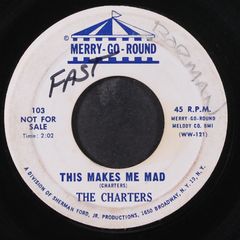 MERRY-GO-ROUND
FAST
103
NOT FOR
SALE
Time: 2:02
45 R.P.M.
MERRY-GO-ROUND
MELODY CO. BMI
(WW-121)
THIS MAKES ME MAD
(CHARTERS)
THE CHARTERS
A DIVISION OF SHERMAN FORD, JR. PRODUCTIONS, 1650 BROADWAY, N.Y., N.Y.